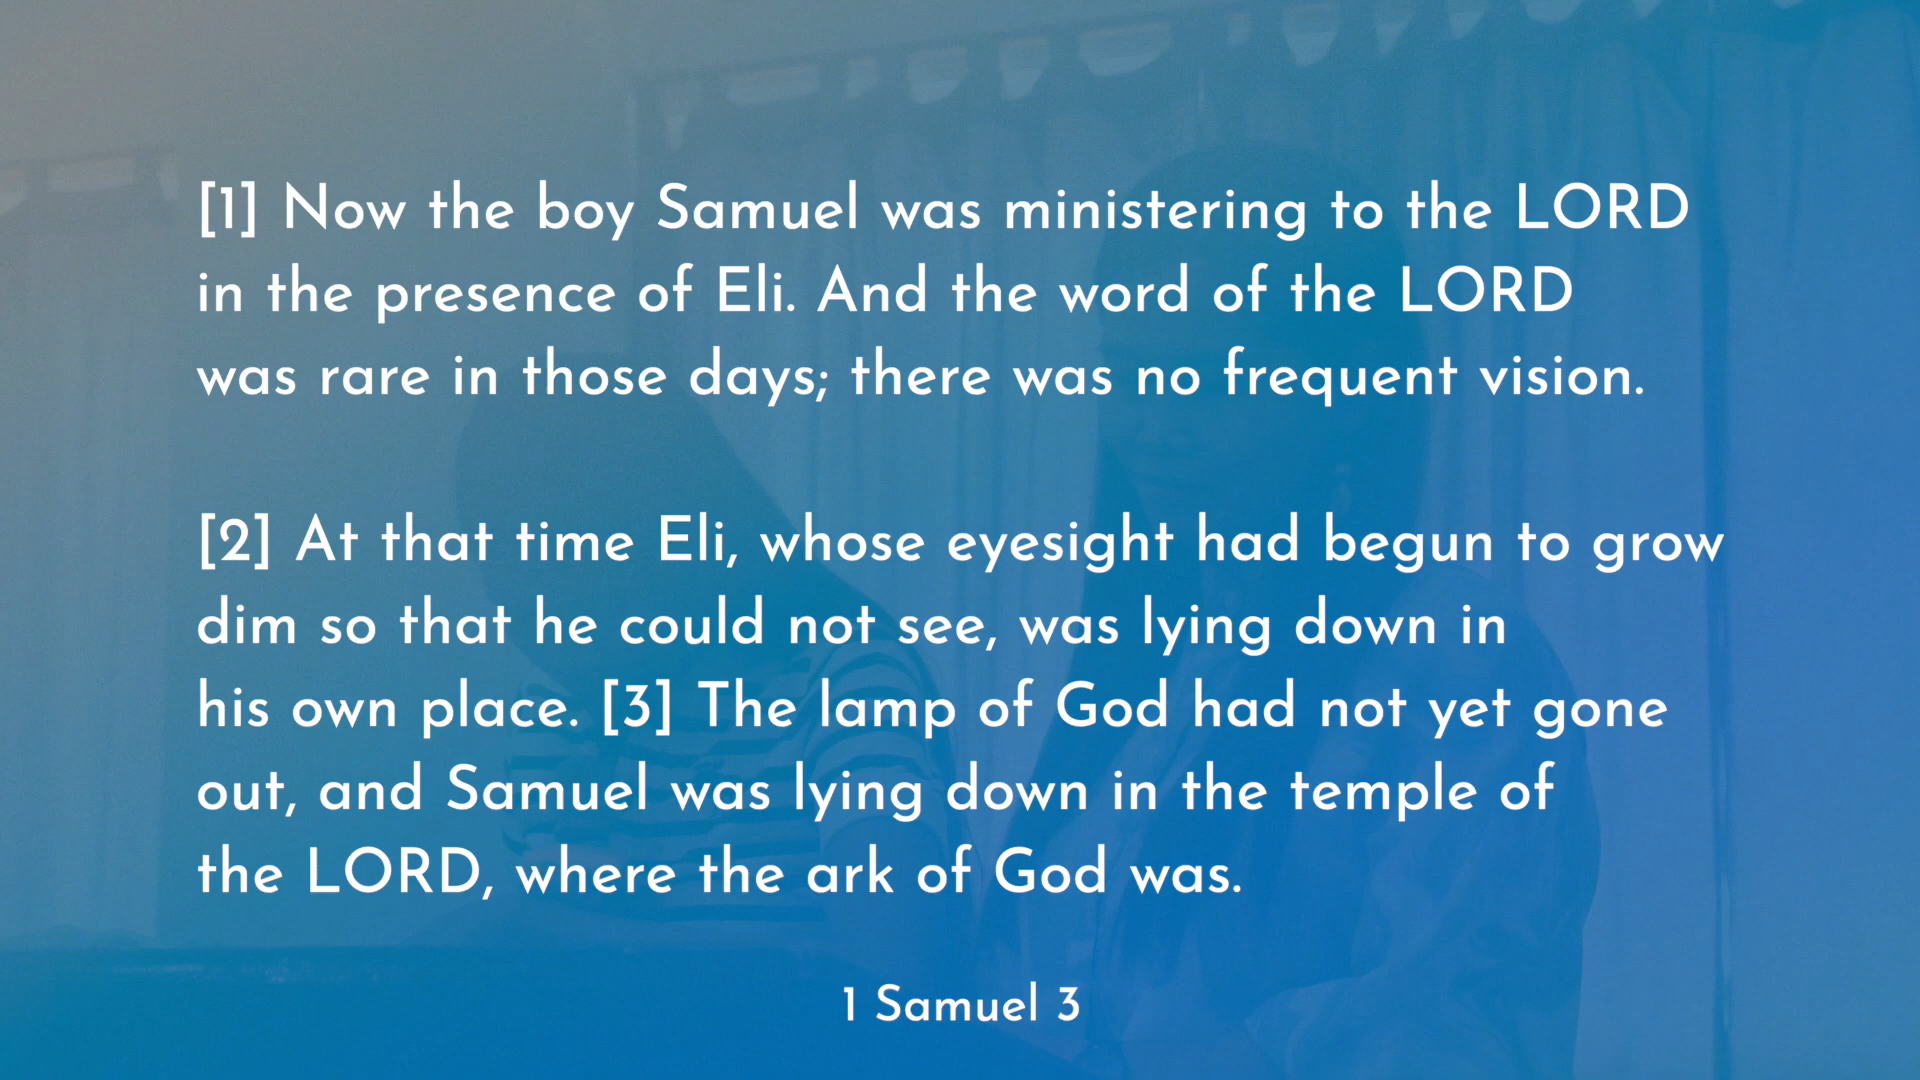 [1] Now the boy Samuel was ministering to the LORD
in the presence of Eli. And the word of the LORD
was rare in those days; there was no frequent vision.
[2] At that time Eli, whose eyesight had begun to grow
dim so that he could not see, was lying down in
his own place. [3] The lamp of God had not yet gone
out, and Samuel was lying down in the temple of
the LORD, where the ark of God was.
1 Samuel 3